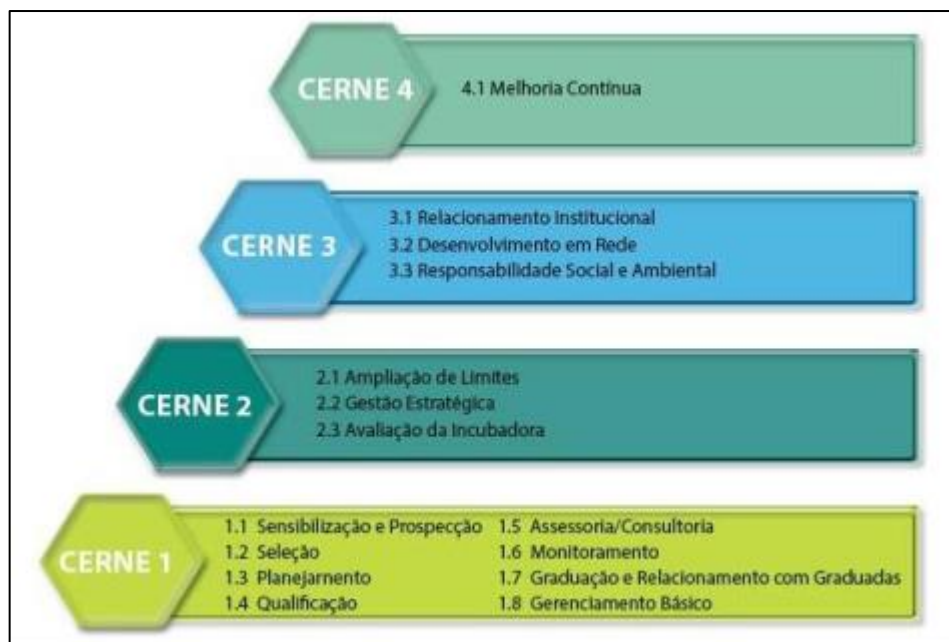 CERNE 4
4.1 Melhoria Contínua
CERNE 3
3.1 Relacionamento Institucional
3.2 Desenvolvimento em Rede
3.3 Responsabilidade Social e Ambiental
CERNE 2
2.1 Ampliação de Limites
2.2 Gestão Estratégica
2.3 Avaliação da Incubadora
CERNE 1
1.1 Sensibilização e Prospecção
1.2 Seleção
1.3 Planejarnento
1.4 Qualificação
1.5 Assessoria/Consultoria
1.6 Monitoramento
1.7 Graduação e Relacionamento com Graduadas
1.8 Gerenciamento Básico